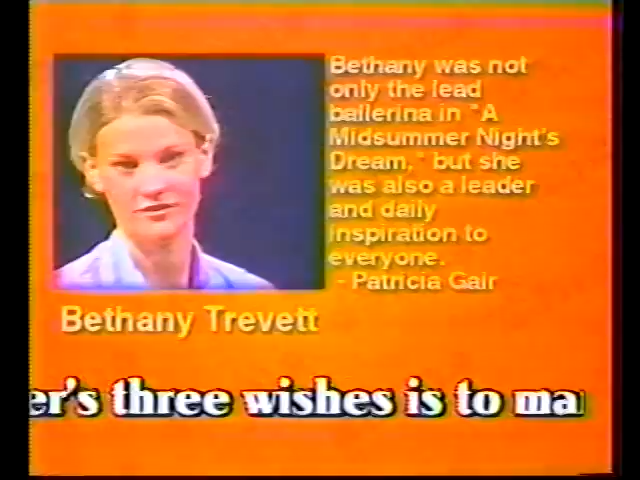 Bethany was not
only the lead
ballerina in "A
Midsummer Night's
Dream," but she
was also a leader
and daily
inspiration to
everyone.
- Patricia Gair
Bethany Trevett
er's three wishes is to ma